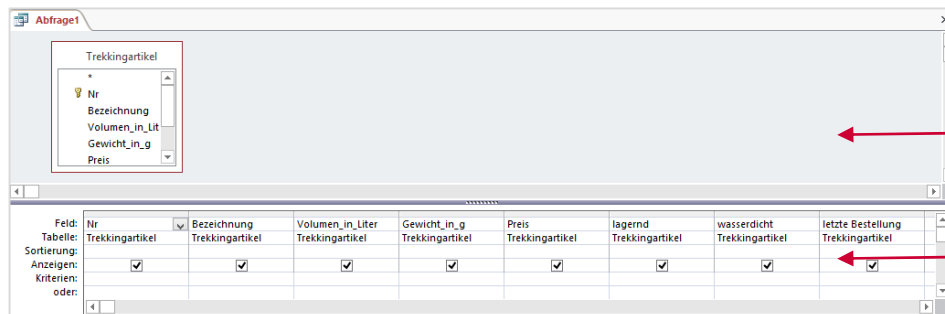 Abfrage1
Trekkingartikel
*
Nr
Bezeichnung
Volumen_in_Lit
Gewicht_in_g
Preis
Feld: Nr Bezeichnung Volumen_in_Liter Gewicht_in_g Preis lagernd wasserdicht letzte Bestellung
Tabelle: Trekkingartikel Trekkingartikel Trekkingartikel Trekkingartikel Trekkingartikel Trekkingartikel Trekkingartikel Trekkingartikel
Sortierung:
Anzeigen:
Kriterien:
oder: